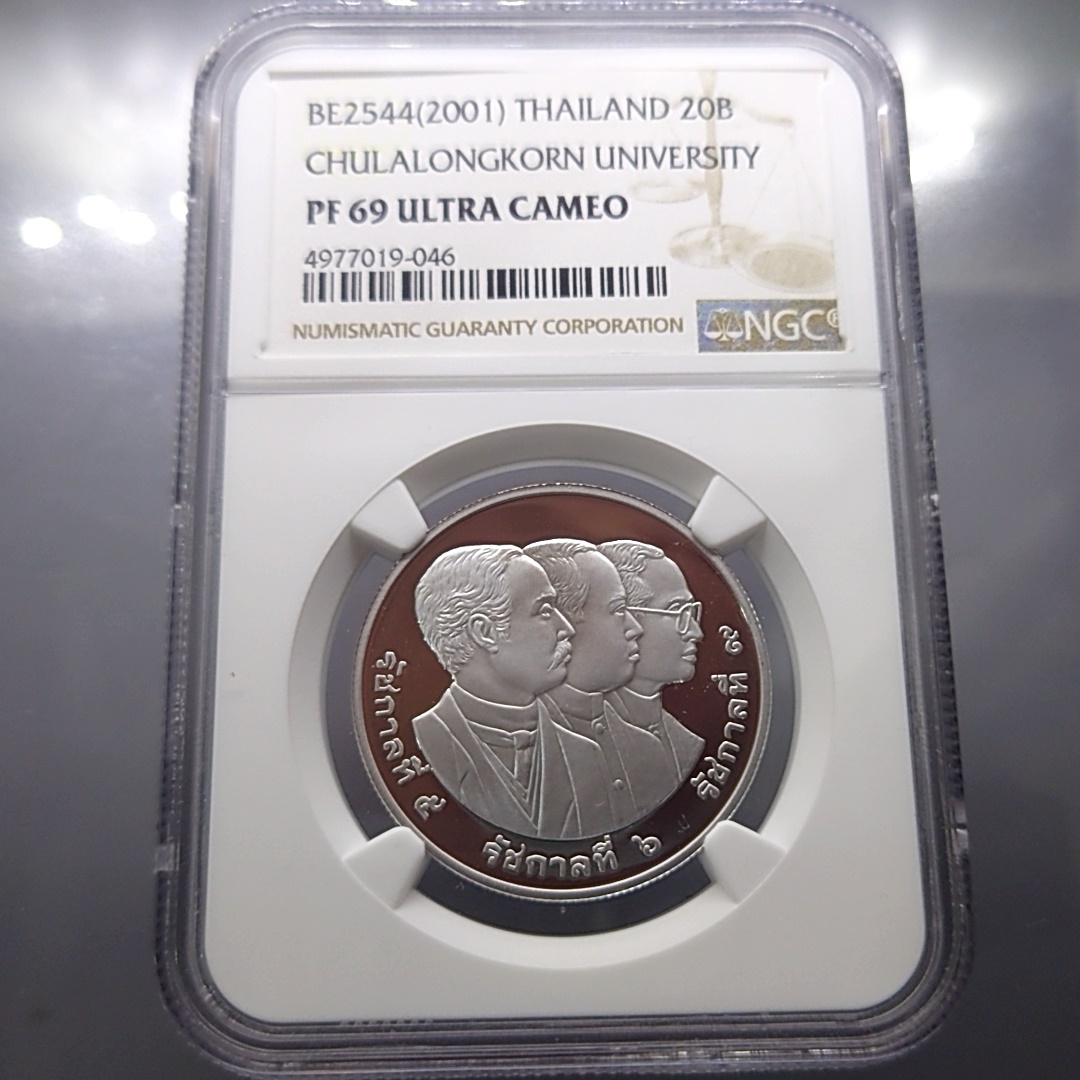 BE2544(2001) THAILAND 20B
CHULALONGKORN UNIVERSITY
PF 69 ULTRA CAMEO
4977019-046
NUMISMATIC GUARANTY CORPORATION
NGC®
รัชกาลที่ ๕
รัชกาลที่ ๖
รัชกาลที่ ๙